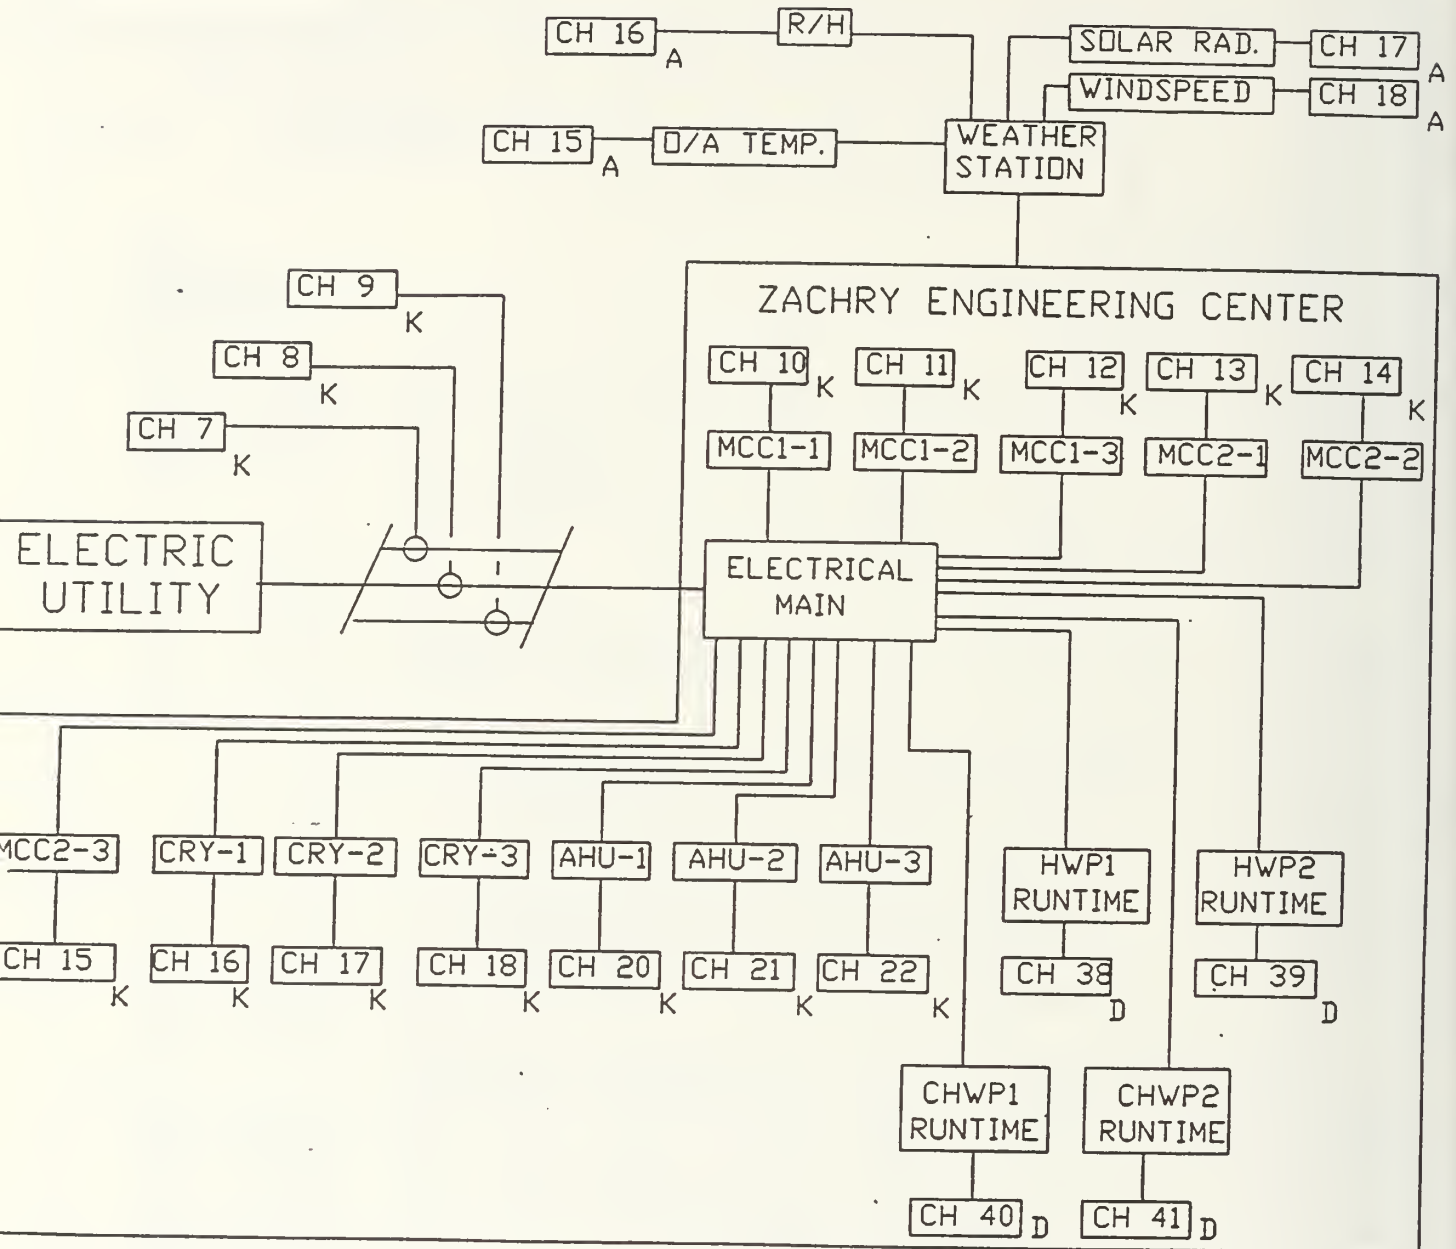 CH 16
A
R/H
SOLAR RAD.
CH 17
A
WINDSPEED
CH 18
A
CH 15
A
O/A TEMP.
WEATHER
STATION
CH 9
K
CH 8
K
CH 7
K
ZACHRY ENGINEERING CENTER
CH 10
K
CH 11
K
CH 12
K
CH 13
K
CH 14
K
MCC1-1
MCC1-2
MCC1-3
MCC2-1
MCC2-2
ELECTRIC
UTILITY
ELECTRICAL
MAIN
MCC2-3
CRY-1
CRY-2
CRY-3
AHU-1
AHU-2
AHU-3
HWP1
RUNTIME
HWP2
RUNTIME
CH 15
K
CH 16
K
CH 17
K
CH 18
K
CH 20
K
CH 21
K
CH 22
K
CH 38
D
CH 39
D
CHWP1
RUNTIME
CHWP2
RUNTIME
CH 40
D
CH 41
D